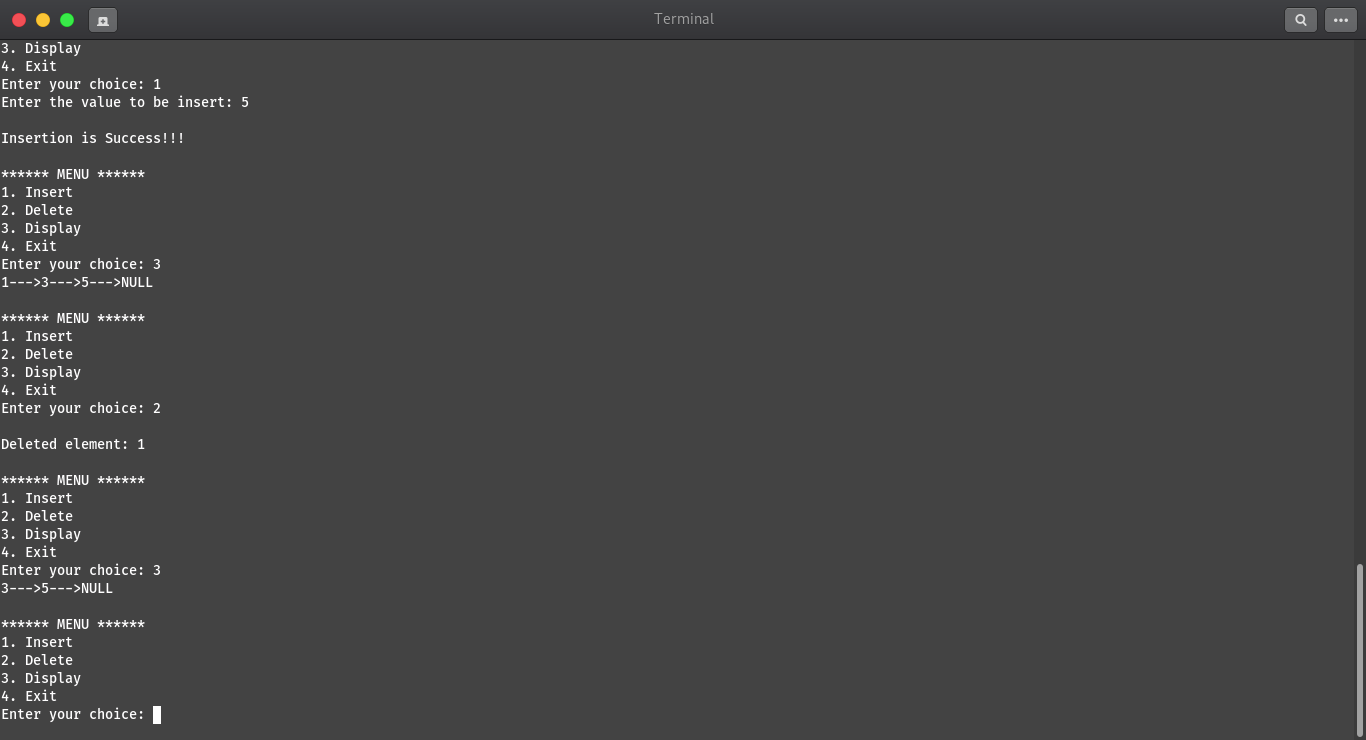 Terminal
3. Display
4. Exit
Enter your choice: 1
Enter the value to be insert: 5
Insertion is Success!!!
****** MENU ******
1. Insert
2. Delete
3. Display
4. Exit
Enter your choice: 3
1--->3--->5--->NULL
****** MENU ******
1. Insert
2. Delete
3. Display
4. Exit
Enter your choice: 2
Deleted element: 1
****** MENU ******
1. Insert
2. Delete
3. Display
4. Exit
Enter your choice: 3
3--->5--->NULL
****** MENU ******
1. Insert
2. Delete
3. Display
4. Exit
Enter your choice: